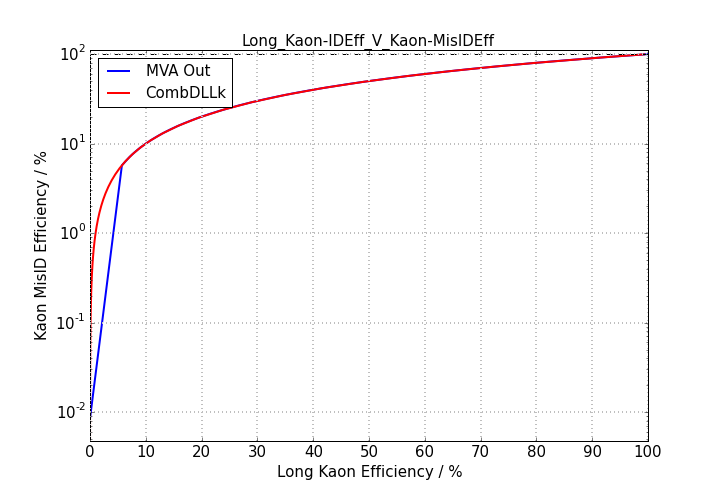 Long_Kaon-IDEff_V_Kaon-MisIDEff
MVA Out
CombDLLk
Kaon MisID Efficiency / %
10²
10¹
10⁰
10⁻¹
10⁻²
0 10 20 30 40 50 60 70 80 90 100
Long Kaon Efficiency / %